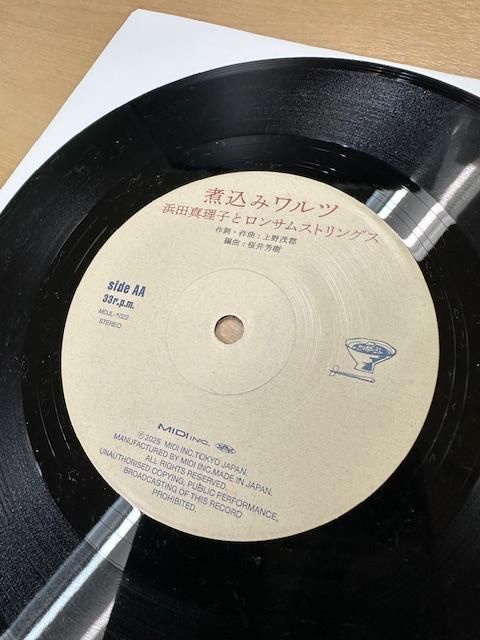 煮込みワルツ
浜田真理子とロンサムストリングス
作詞・作曲：上野茂都
編曲：桜井芳樹
side AA
33r.p.m.
MDJL-1022
STEREO
MIDI INC.
℗ 2025 MIDI INC.TOKYO JAPAN.
MANUFACTURED BY MIDI INC.MADE IN JAPAN.
ALL RIGHTS RESERVED.
UNAUTHORISED COPYING, PUBLIC PERFORMANCE,
BROADCASTING OF THIS RECORD
PROHIBITED.